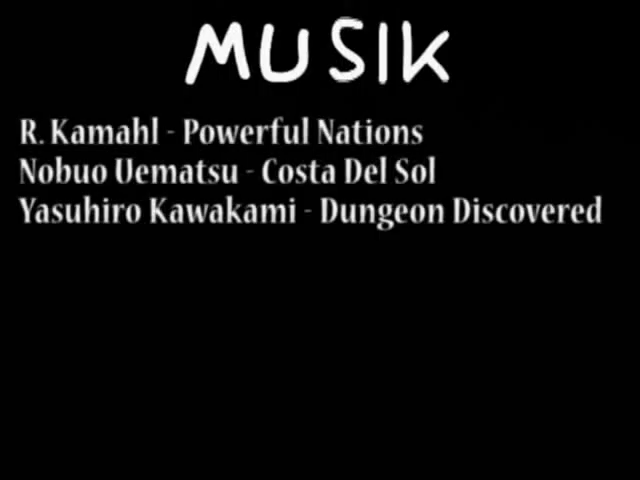 MUSIK
R. Kamahl - Powerful Nations
Nobuo Uematsu - Costa Del Sol
Yasuhiro Kawakami - Dungeon Discovered